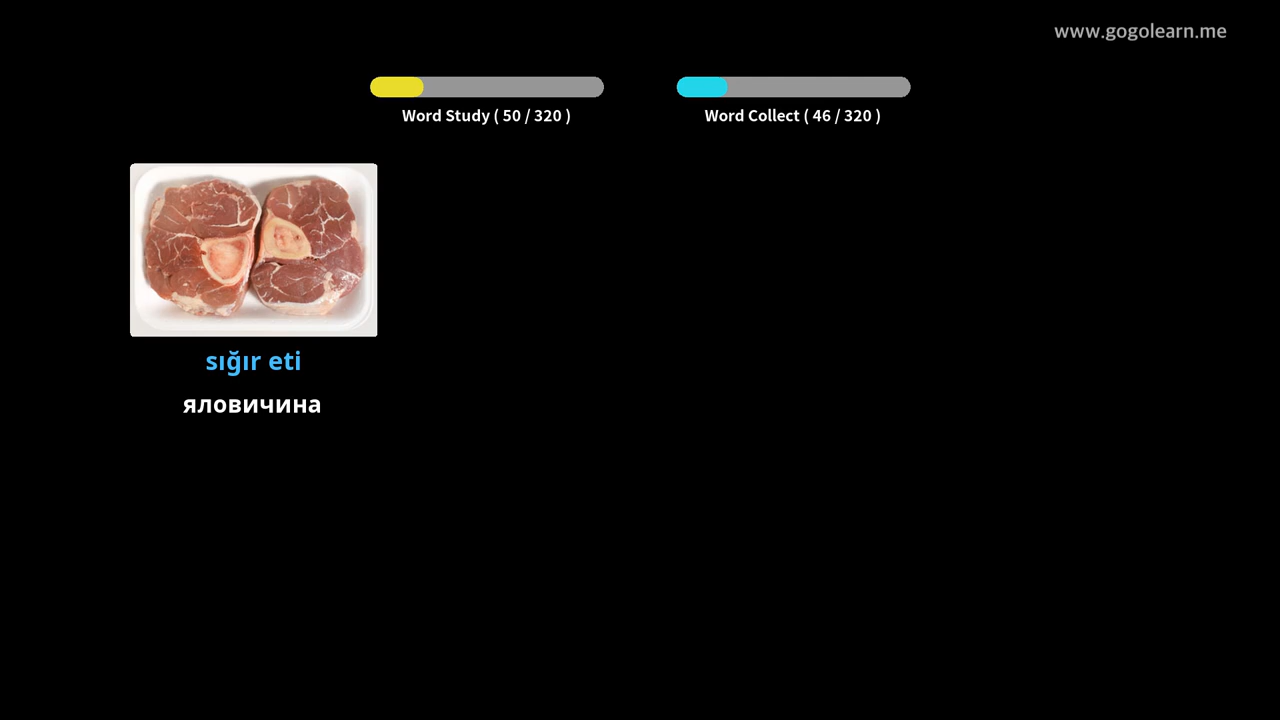 www.gogolearn.me
Word Study ( 50 / 320 )
Word Collect ( 46 / 320 )
sığır eti
яловичина